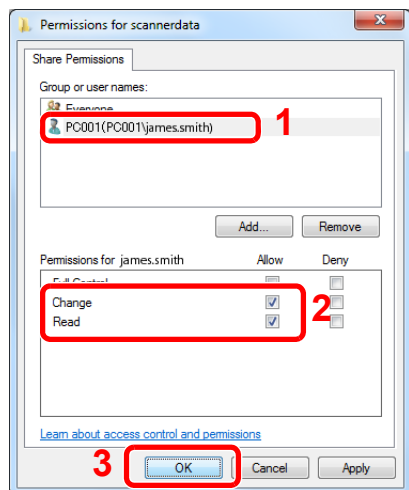 Permissions for scannerdata
Share Permissions
Group or user names:
Everyone
PC001(PC001\james.smith)
1
Add...
Remove
Permissions for james.smith
Allow
Deny
Full Control
Change
2
Read
Learn about access control and permissions
3
OK
Cancel
Apply